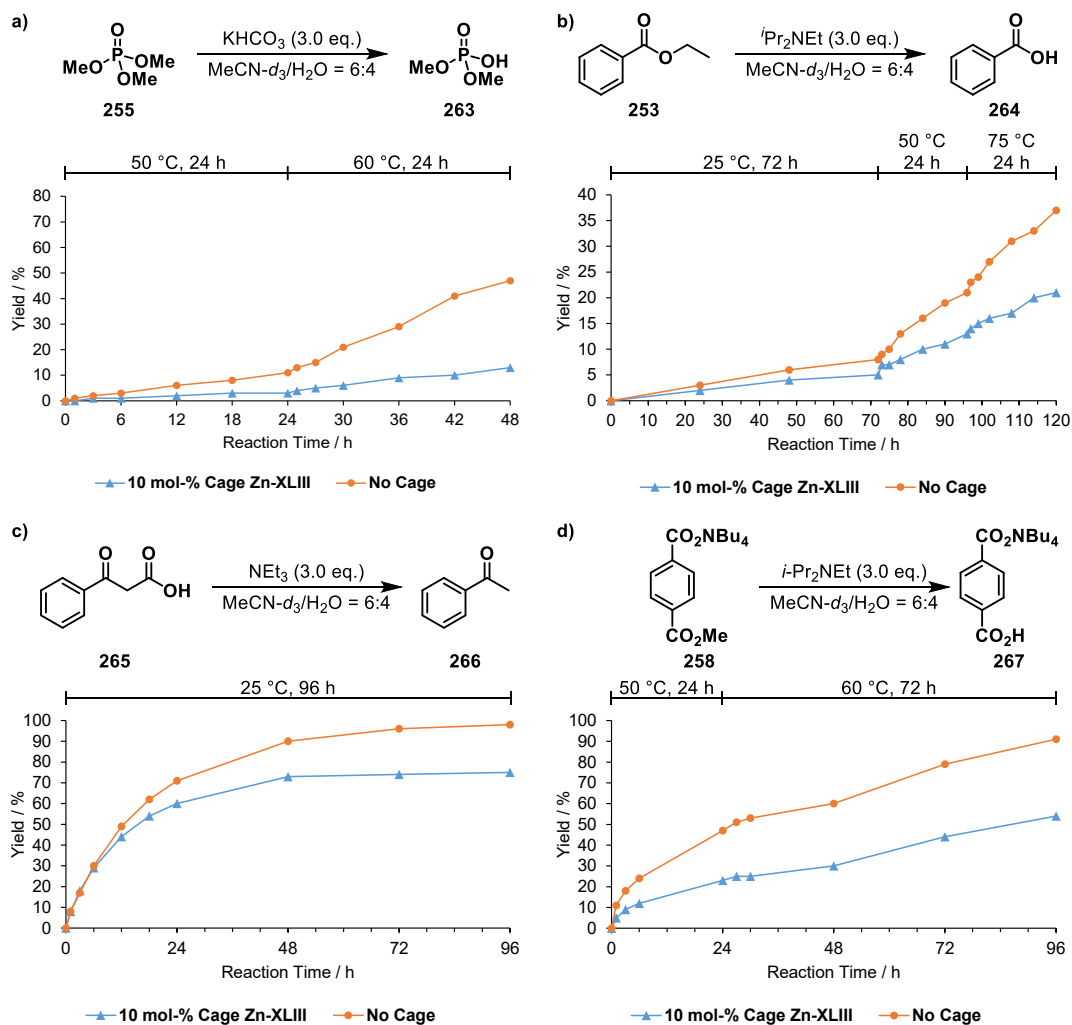 a)
O
P
MeO
OMe
OMe
255
KHCO3 (3.0 eq.)
MeCN-d3/H2O = 6:4
O
P
MeO
OH
OMe
263
50 °C, 24 h
60 °C, 24 h
Yield / %
80
70
60
50
40
30
20
10
0
0 6 12 18 24 30 36 42 48
Reaction Time / h
10 mol-% Cage Zn-XLIII No Cage
b)
O
O
253
iPr2NEt (3.0 eq.)
MeCN-d3/H2O = 6:4
O
OH
264
25 °C, 72 h
50 °C
24 h
75 °C
24 h
Yield / %
40
35
30
25
20
15
10
5
0
0 10 20 30 40 50 60 70 80 90 100 110 120
Reaction Time / h
10 mol-% Cage Zn-XLIII No Cage
c)
O O
OH
265
NEt3 (3.0 eq.)
MeCN-d3/H2O = 6:4
O
266
25 °C, 96 h
Yield / %
100
90
80
70
60
50
40
30
20
10
0
0 24 48 72 96
Reaction Time / h
10 mol-% Cage Zn-XLIII No Cage
d)
CO2NBu4
CO2Me
258
i-Pr2NEt (3.0 eq.)
MeCN-d3/H2O = 6:4
CO2NBu4
CO2H
267
50 °C, 24 h
60 °C, 72 h
Yield / %
100
90
80
70
60
50
40
30
20
10
0
0 24 48 72 96
Reaction Time / h
10 mol-% Cage Zn-XLIII No Cage